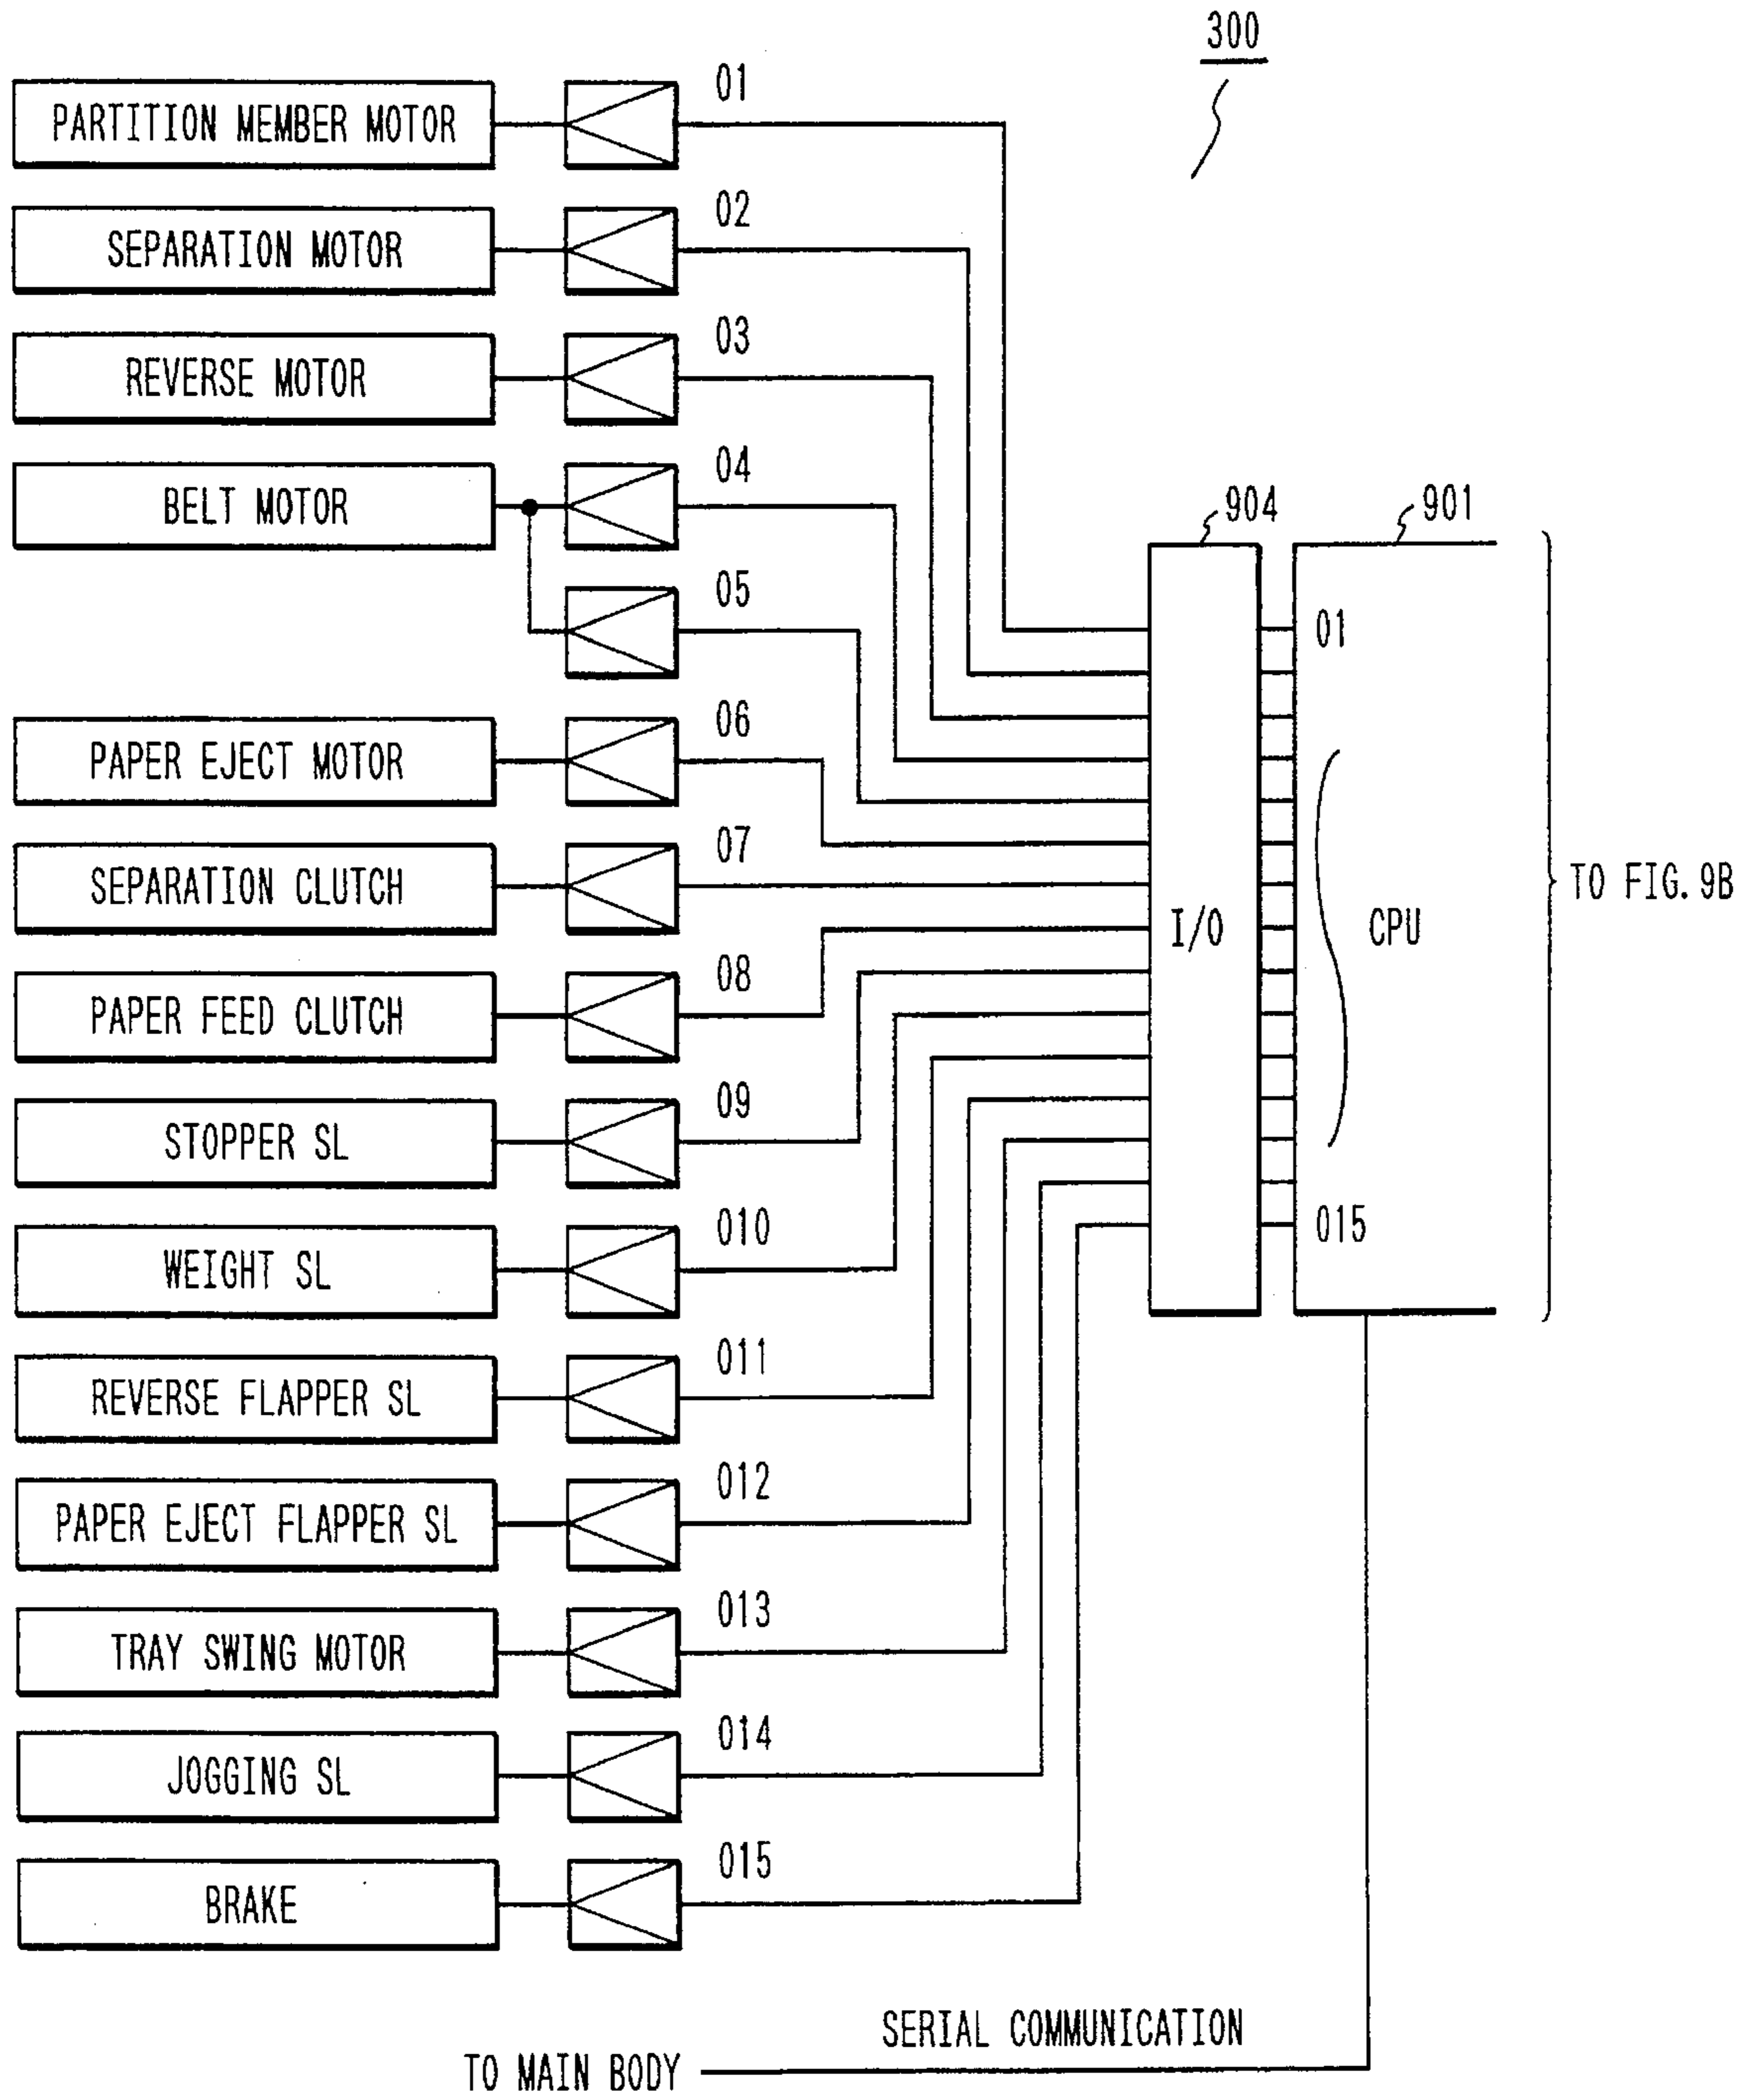 300
PARTITION MEMBER MOTOR
01
SEPARATION MOTOR
02
REVERSE MOTOR
03
BELT MOTOR
04
904
901
05
01
PAPER EJECT MOTOR
06
SEPARATION CLUTCH
07
TO FIG. 9B
I/O
CPU
PAPER FEED CLUTCH
08
STOPPER SL
09
WEIGHT SL
010
015
REVERSE FLAPPER SL
011
PAPER EJECT FLAPPER SL
012
TRAY SWING MOTOR
013
JOGGING SL
014
BRAKE
015
SERIAL COMMUNICATION
TO MAIN BODY